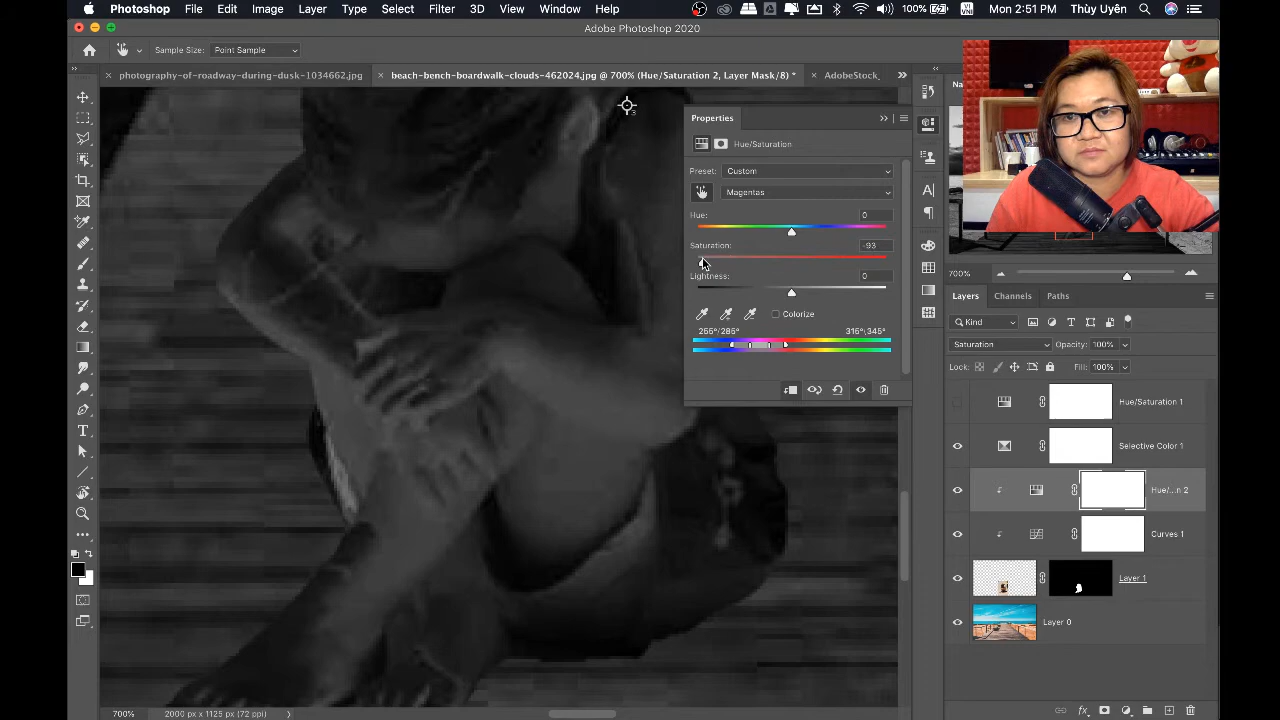 Photoshop File Edit Image Layer Type Select Filter 3D View Window Help 100% VI VNI Mon 2:51 PM Thùy Uyên
Adobe Photoshop 2020
Sample Size: Point Sample
photography-of-roadway-during-dusk-1034662.jpg
beach-bench-boardwalk-clouds-462024.jpg @ 700% (Hue/Saturation 2, Layer Mask/8) *
AdobeStock_
Na
Properties
Hue/Saturation
Preset: Custom
Magentas
Hue: 0
Saturation: -93
Lightness: 0
Colorize
255°/285° 315°\345°
700%
Layers Channels Paths
Kind
Saturation Opacity: 100%
Lock: Fill: 100%
Hue/Saturation 1
Selective Color 1
Hue/...n 2
Curves 1
Layer 1
Layer 0
700% 2000 px x 1125 px (72 ppi)